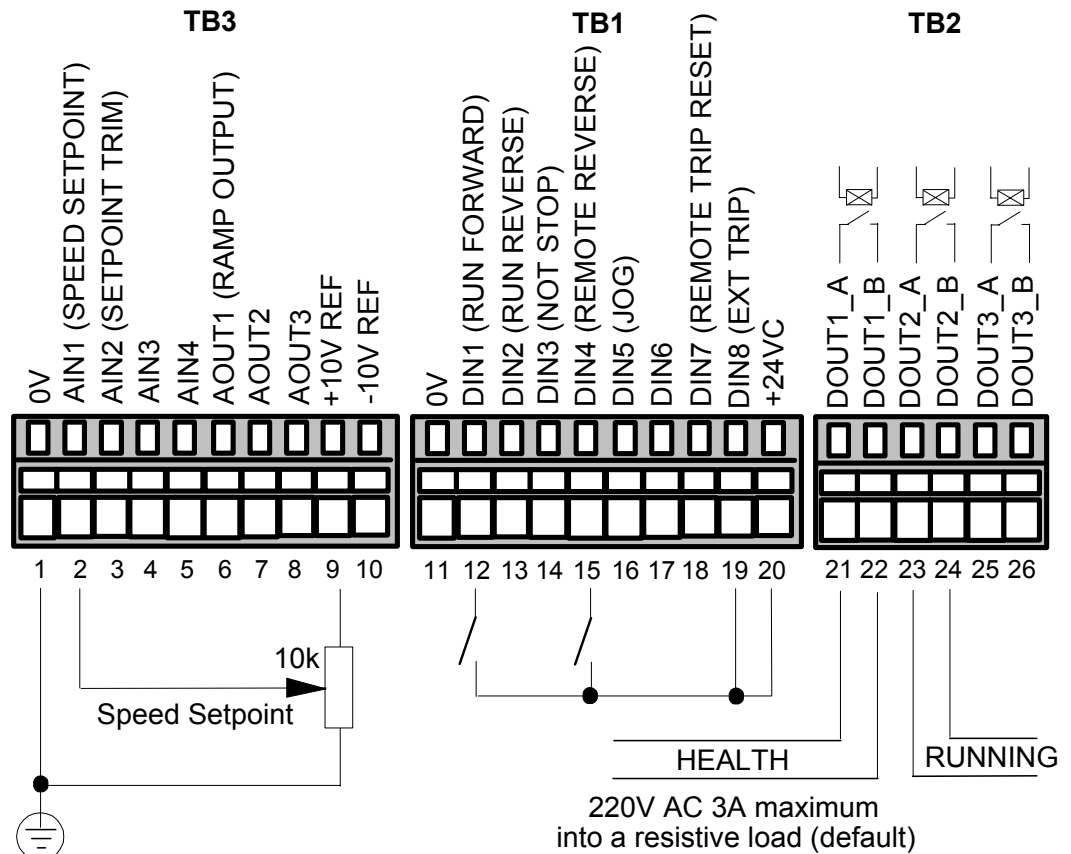 TB3
TB1
TB2
0V
AIN1 (SPEED SETPOINT)
AIN2 (SETPOINT TRIM)
AIN3
AIN4
AOUT1 (RAMP OUTPUT)
AOUT2
AOUT3
+10V REF
-10V REF
0V
DIN1 (RUN FORWARD)
DIN2 (RUN REVERSE)
DIN3 (NOT STOP)
DIN4 (REMOTE REVERSE)
DIN5 (JOG)
DIN6
DIN7 (REMOTE TRIP RESET)
DIN8 (EXT TRIP)
+24VC
DOUT1_A
DOUT1_B
DOUT2_A
DOUT2_B
DOUT3_A
DOUT3_B
1 2 3 4 5 6 7 8 9 10
11 12 13 14 15 16 17 18 19 20
21 22 23 24 25 26
10k
Speed Setpoint
HEALTH
RUNNING
220V AC 3A maximum
into a resistive load (default)